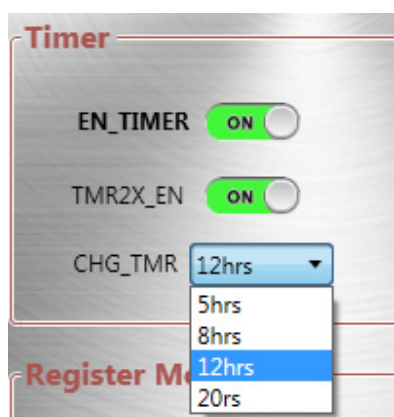 Timer
EN_TIMER ON
TMR2X_EN ON
CHG_TMR 12hrs
5hrs
8hrs
12hrs
20rs
Register M